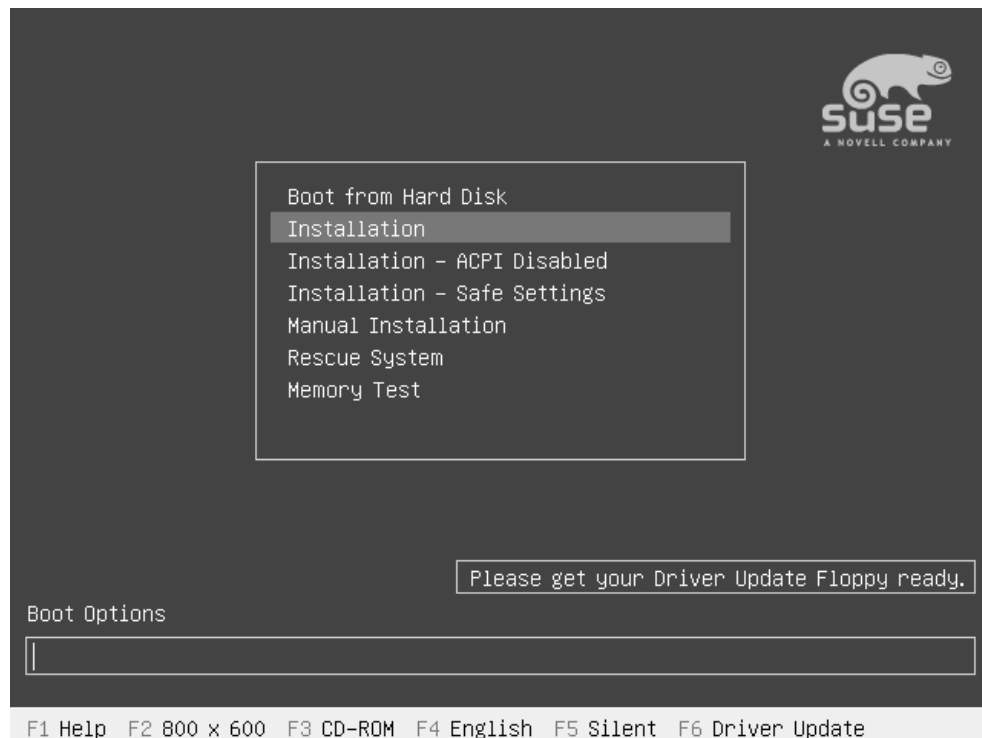 suse
A NOVELL COMPANY
Boot from Hard Disk
Installation
Installation - ACPI Disabled
Installation - Safe Settings
Manual Installation
Rescue System
Memory Test
Please get your Driver Update Floppy ready.
Boot Options
F1 Help F2 800 x 600 F3 CD-ROM F4 English F5 Silent F6 Driver Update